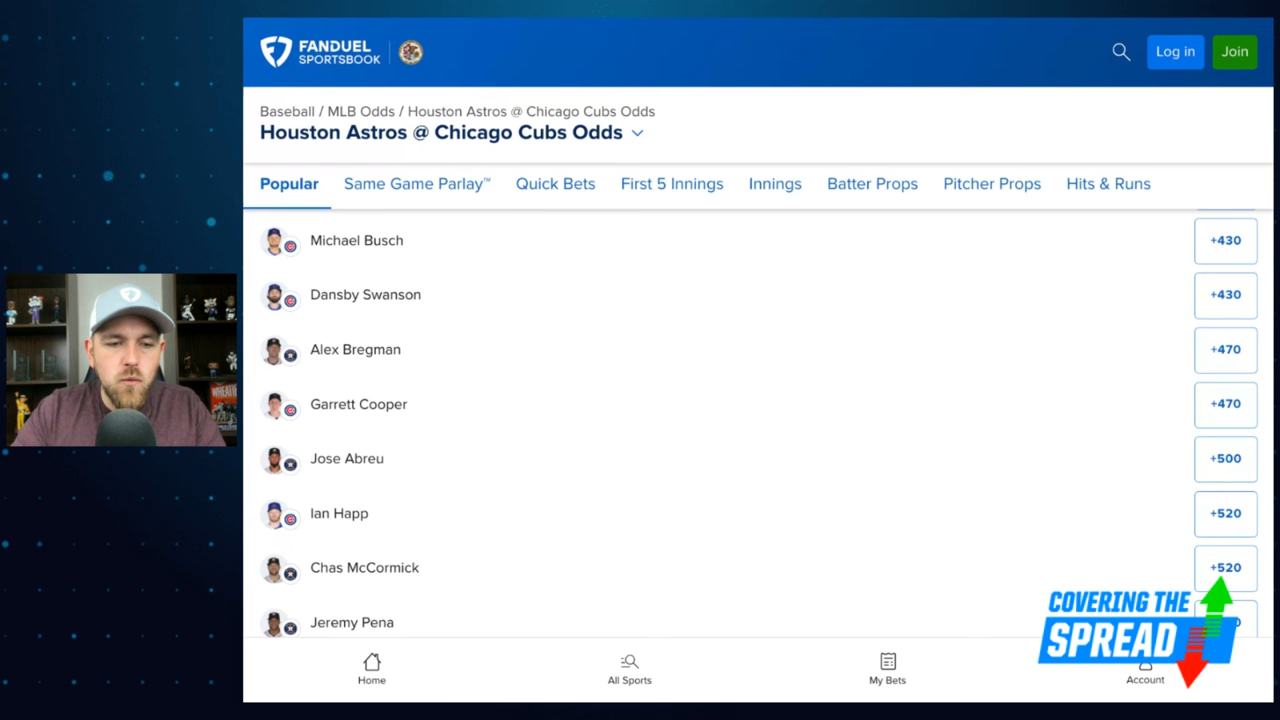 FANDUEL
SPORTSBOOK
Log in
Join
Baseball / MLB Odds / Houston Astros @ Chicago Cubs Odds
Houston Astros @ Chicago Cubs Odds
Popular
Same Game Parlay™
Quick Bets
First 5 Innings
Innings
Batter Props
Pitcher Props
Hits & Runs
Michael Busch +430
Dansby Swanson +430
Alex Bregman +470
Garrett Cooper +470
Jose Abreu +500
Ian Happ +520
Chas McCormick +520
Jeremy Pena
COVERING THE
SPREAD
Home
All Sports
My Bets
Account
WHEATIES